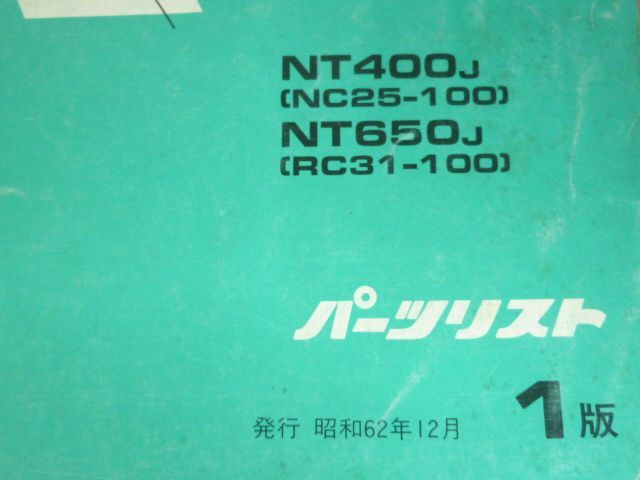 NT400J
(NC25-100)
NT650J
(RC31-100)
パーツリスト
1版
発行 昭和62年12月